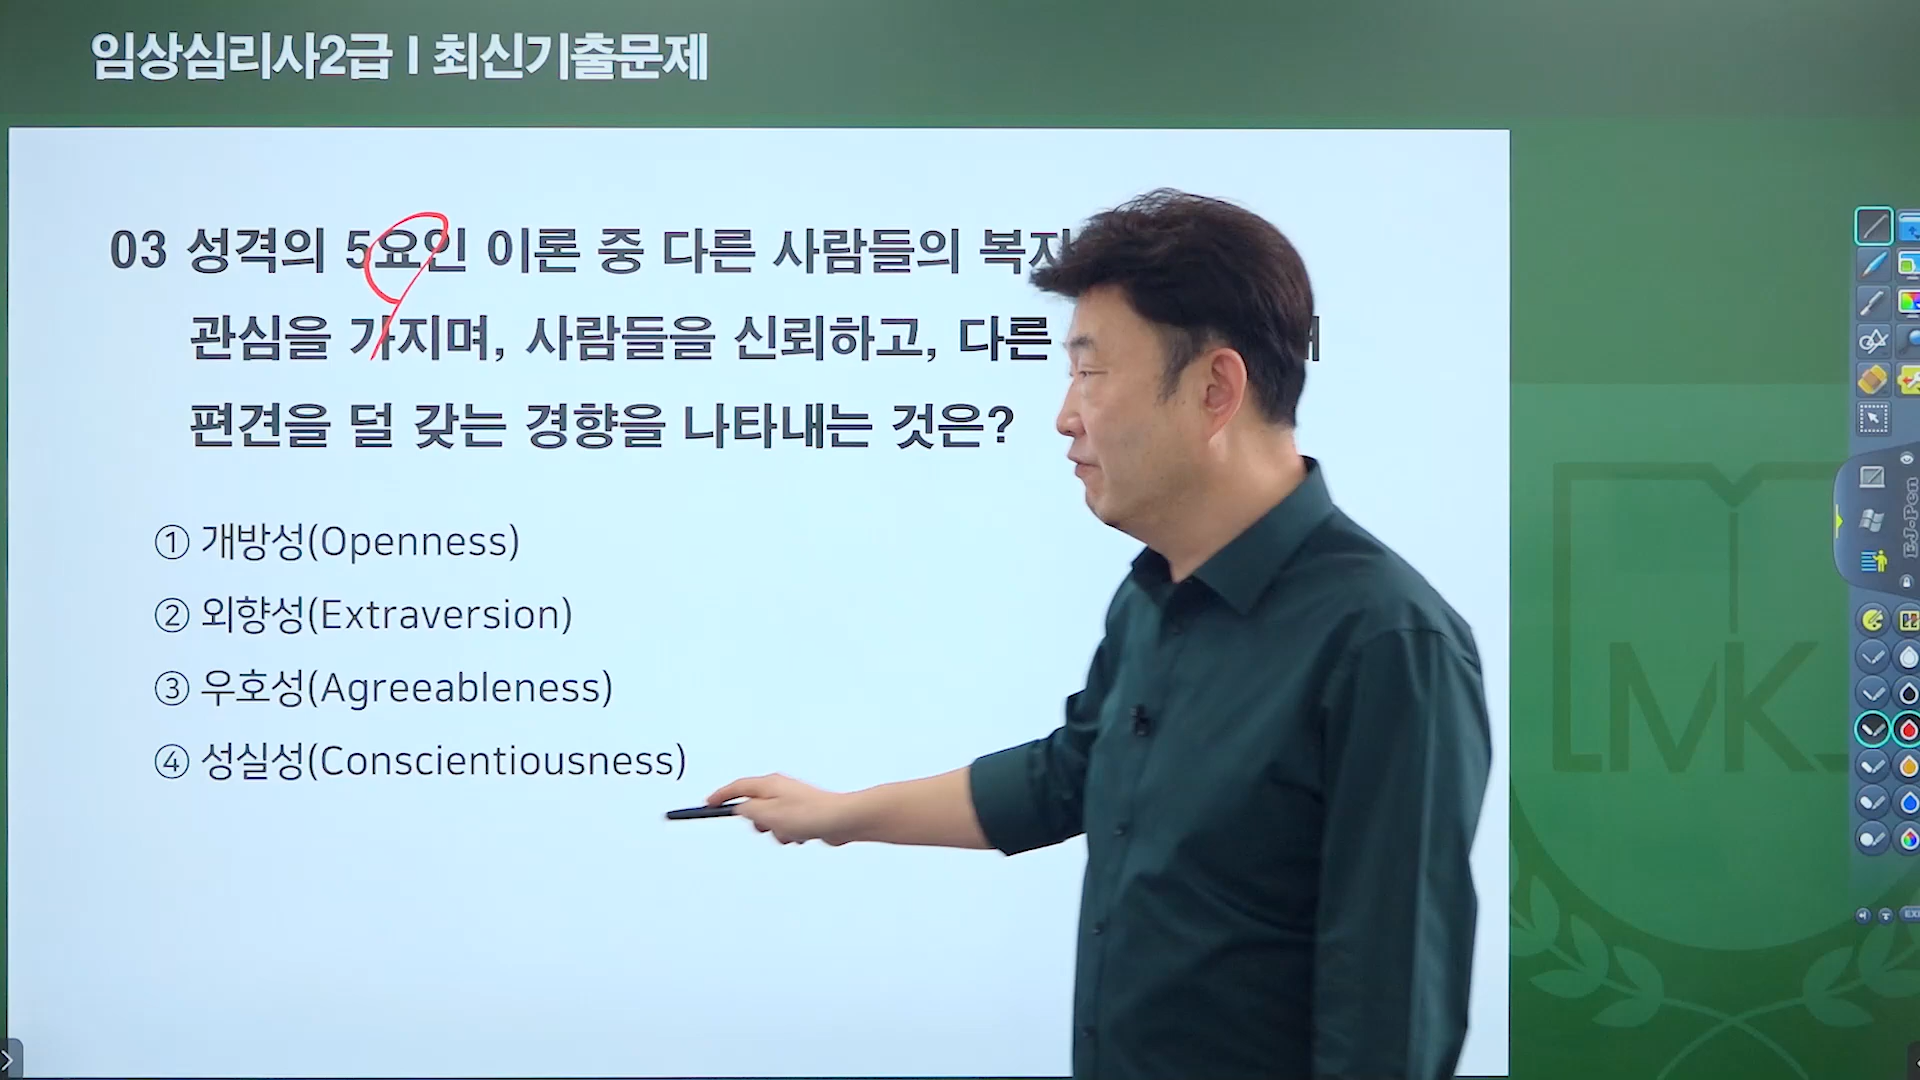 임상심리사2급 I 최신기출문제
03 성격의 5요인 이론 중 다른 사람들의 복지
관심을 가지며, 사람들을 신뢰하고, 다른
편견을 덜 갖는 경향을 나타내는 것은?
① 개방성(Openness)
② 외향성(Extraversion)
③ 우호성(Agreeableness)
④ 성실성(Conscientiousness)
EJ-Pen
MK